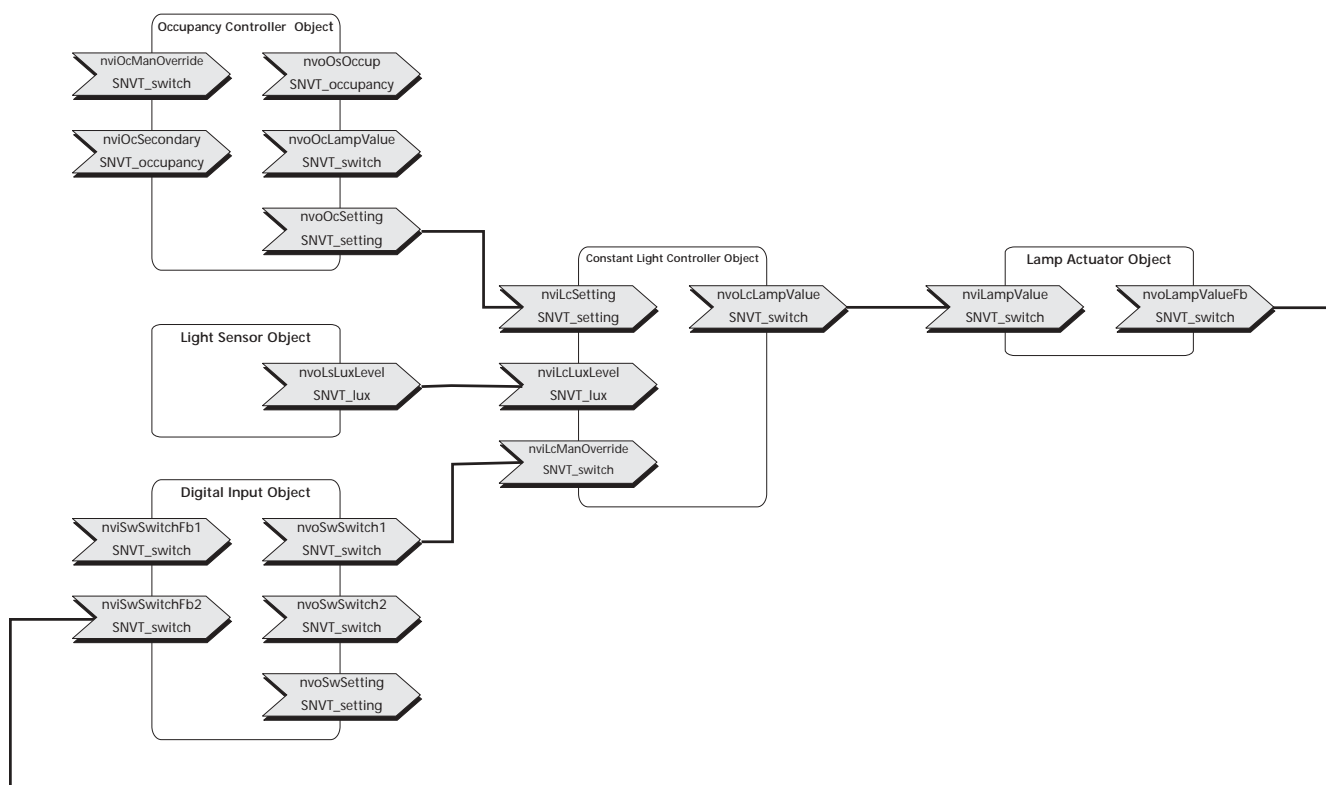 Occupancy Controller Object
nviOcManOverride
SNVT_switch
nvoOsOccup
SNVT_occupancy
nviOcSecondary
SNVT_occupancy
nvoOcLampValue
SNVT_switch
nvoOcSetting
SNVT_setting
Constant Light Controller Object
nviLcSetting
SNVT_setting
nvoLcLampValue
SNVT_switch
Lamp Actuator Object
nviLampValue
SNVT_switch
nvoLampValueFb
SNVT_switch
Light Sensor Object
nvoLsLuxLevel
SNVT_lux
nviLcLuxLevel
SNVT_lux
nviLcManOverride
SNVT_switch
Digital Input Object
nviSwSwitchFb1
SNVT_switch
nvoSwSwitch1
SNVT_switch
nviSwSwitchFb2
SNVT_switch
nvoSwSwitch2
SNVT_switch
nvoSwSetting
SNVT_setting